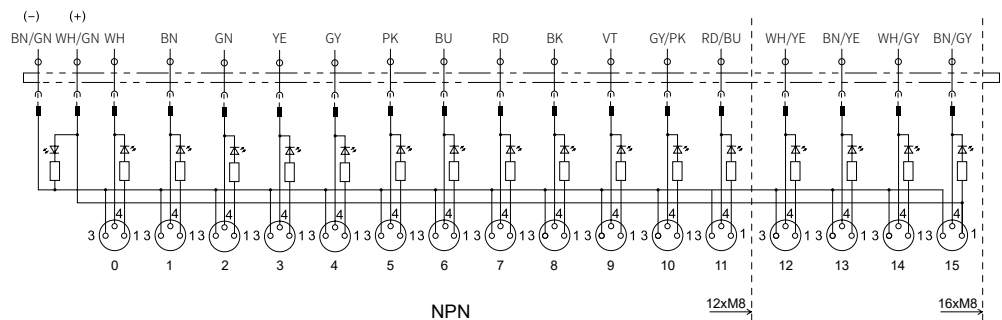 (-) (+)
BN/GN WH/GN WH BN GN YE GY PK BU RD BK VT GY/PK RD/BU WH/YE BN/YE WH/GY BN/GY
4 4 4 4 4 4 4 4 4 4 4 4 4 4 4 4
3 1 3 1 3 1 3 1 3 1 3 1 3 1 3 1 3 1 3 1 3 1 3 1 3 1 3 1 3 1 3 1
0 1 2 3 4 5 6 7 8 9 10 11 12 13 14 15
NPN 12xM8 16xM8